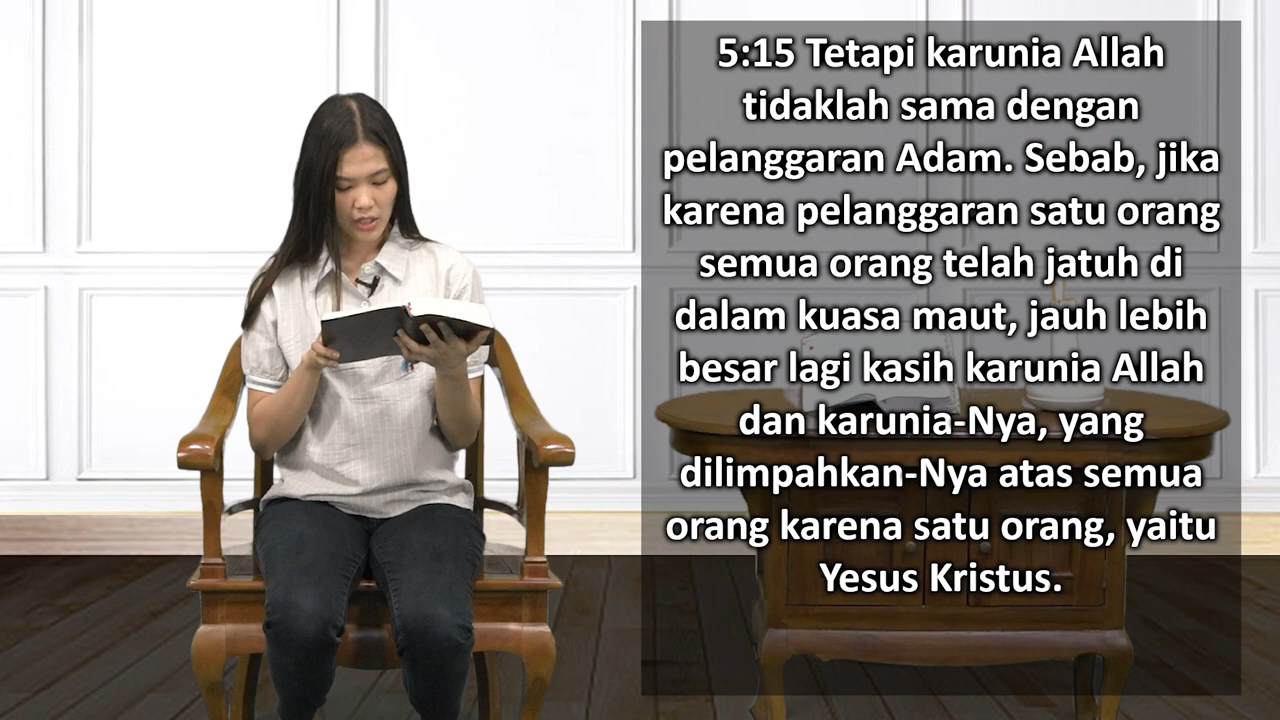 5:15 Tetapi karunia Allah
tidaklah sama dengan
pelanggaran Adam. Sebab, jika
karena pelanggaran satu orang
semua orang telah jatuh di
dalam kuasa maut, jauh lebih
besar lagi kasih karunia Allah
dan karunia-Nya, yang
dilimpahkan-Nya atas semua
orang karena satu orang, yaitu
Yesus Kristus.